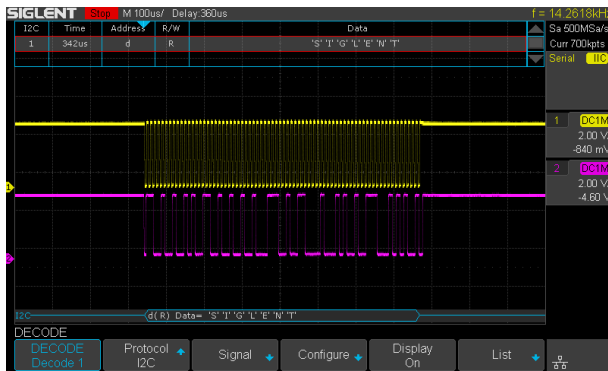 SIGLENT Stop M 100us/ Delay:360us f = 14.2618kH
Sa 500MSa/s
Curr 700kpts
I2C Time Address R/W Data
1 342us d R 'S' 'I' 'G' 'L' 'E' 'N' 'T'
Serial IIC
1 DC1M
2.00 V
-840 mV
2 DC1M
2.00 V
-4.60 V
1
I2C d( R) Data= 'S' 'I' 'G' 'L' 'E' 'N' 'T'
DECODE
DECODE Decode 1
Protocol I2C
Signal
Configure
Display On
List